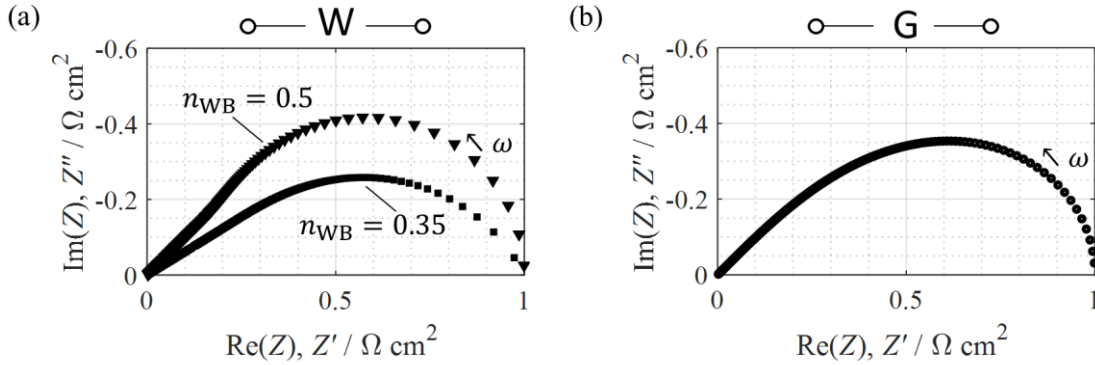 (a)
W
-0.6
-0.4
-0.2
0
Im(Z), Z″ / Ω cm²
n_WB = 0.5
n_WB = 0.35
ω
0
0.5
1
Re(Z), Z′ / Ω cm²
(b)
G
-0.6
-0.4
-0.2
0
Im(Z), Z″ / Ω cm²
ω
0
0.5
1
Re(Z), Z′ / Ω cm²